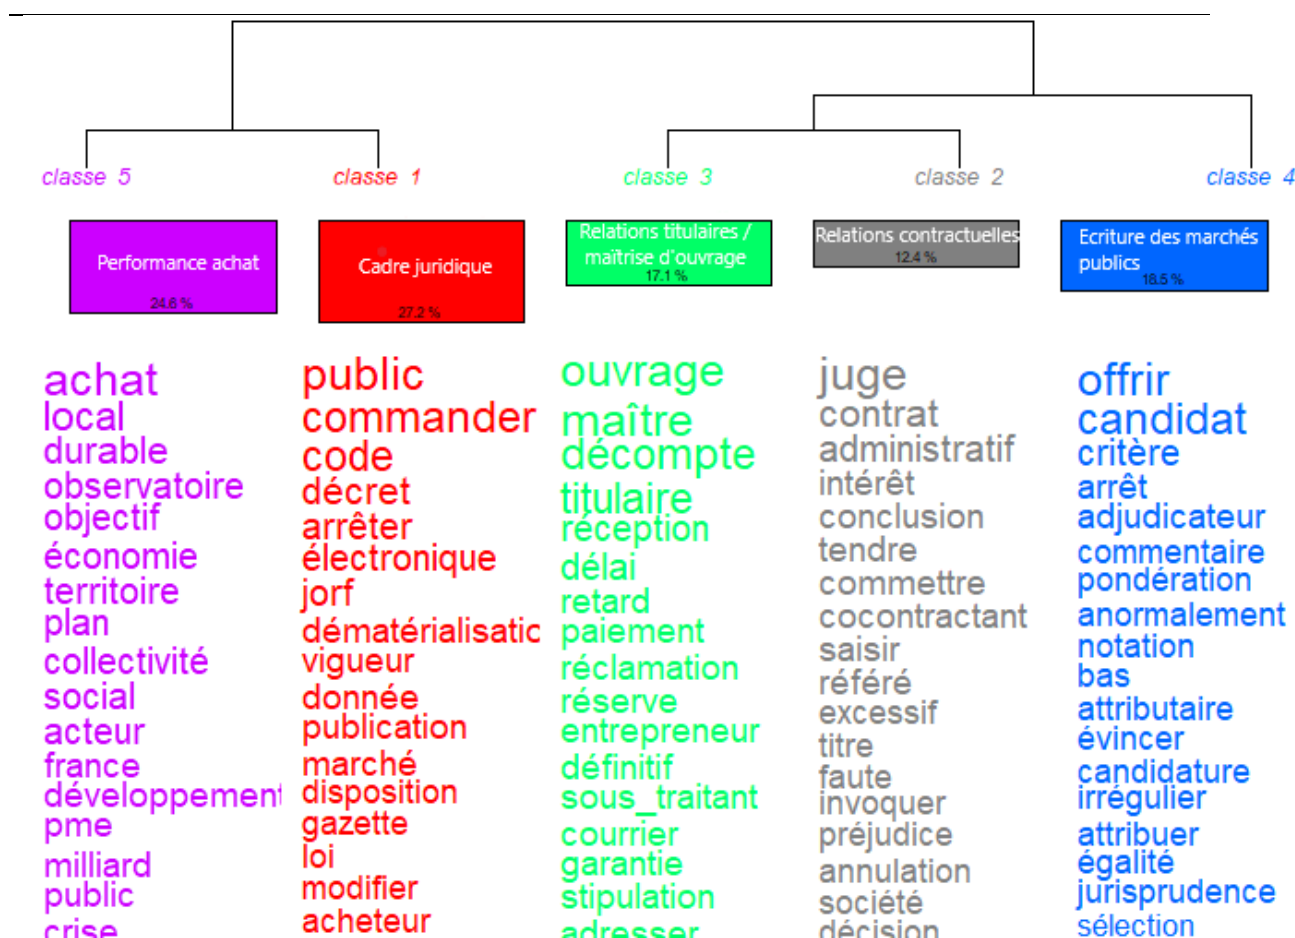 classe 5
classe 1
classe 3
classe 2
classe 4
Performance achat
24.6 %
Cadre juridique
27.2 %
Relations titulaires /
maîtrise d'ouvrage
17.1 %
Relations contractuelles
12.4 %
Ecriture des marchés
publics
18.5 %
achat
local
durable
observatoire
objectif
économie
territoire
plan
collectivité
social
acteur
france
développement
pme
milliard
public
crise
public
commander
code
décret
arrêter
électronique
jorf
dématérialisatic
vigueur
donnée
publication
marché
disposition
gazette
loi
modifier
acheteur
ouvrage
maître
décompte
titulaire
réception
délai
retard
paiement
réclamation
réserve
entrepreneur
définitif
sous_traitant
courrier
garantie
stipulation
adresser
juge
contrat
administratif
intérêt
conclusion
tendre
commettre
cocontractant
saisir
référé
excessif
titre
faute
invoquer
préjudice
annulation
société
décision
offrir
candidat
critère
arrêt
adjudicateur
commentaire
pondération
anormalement
notation
bas
attributaire
évincer
candidature
irrégulier
attribuer
égalité
jurisprudence
sélection